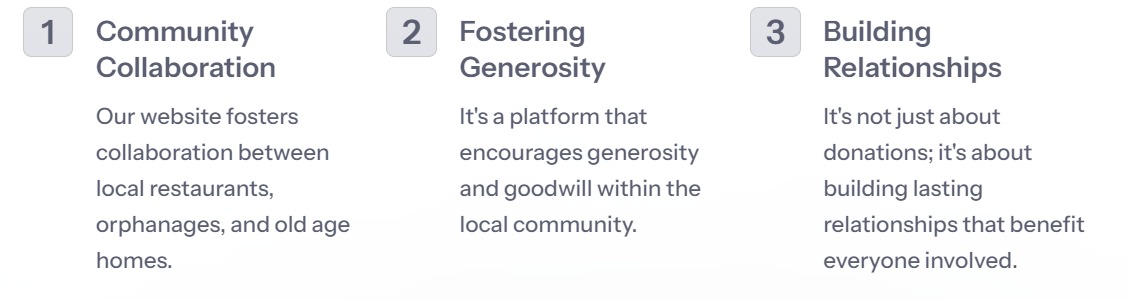 1
Community
Collaboration
Our website fosters
collaboration between
local restaurants,
orphanages, and old age
homes.
2
Fostering
Generosity
It's a platform that
encourages generosity
and goodwill within the
local community.
3
Building
Relationships
It's not just about
donations; it's about
building lasting
relationships that benefit
everyone involved.